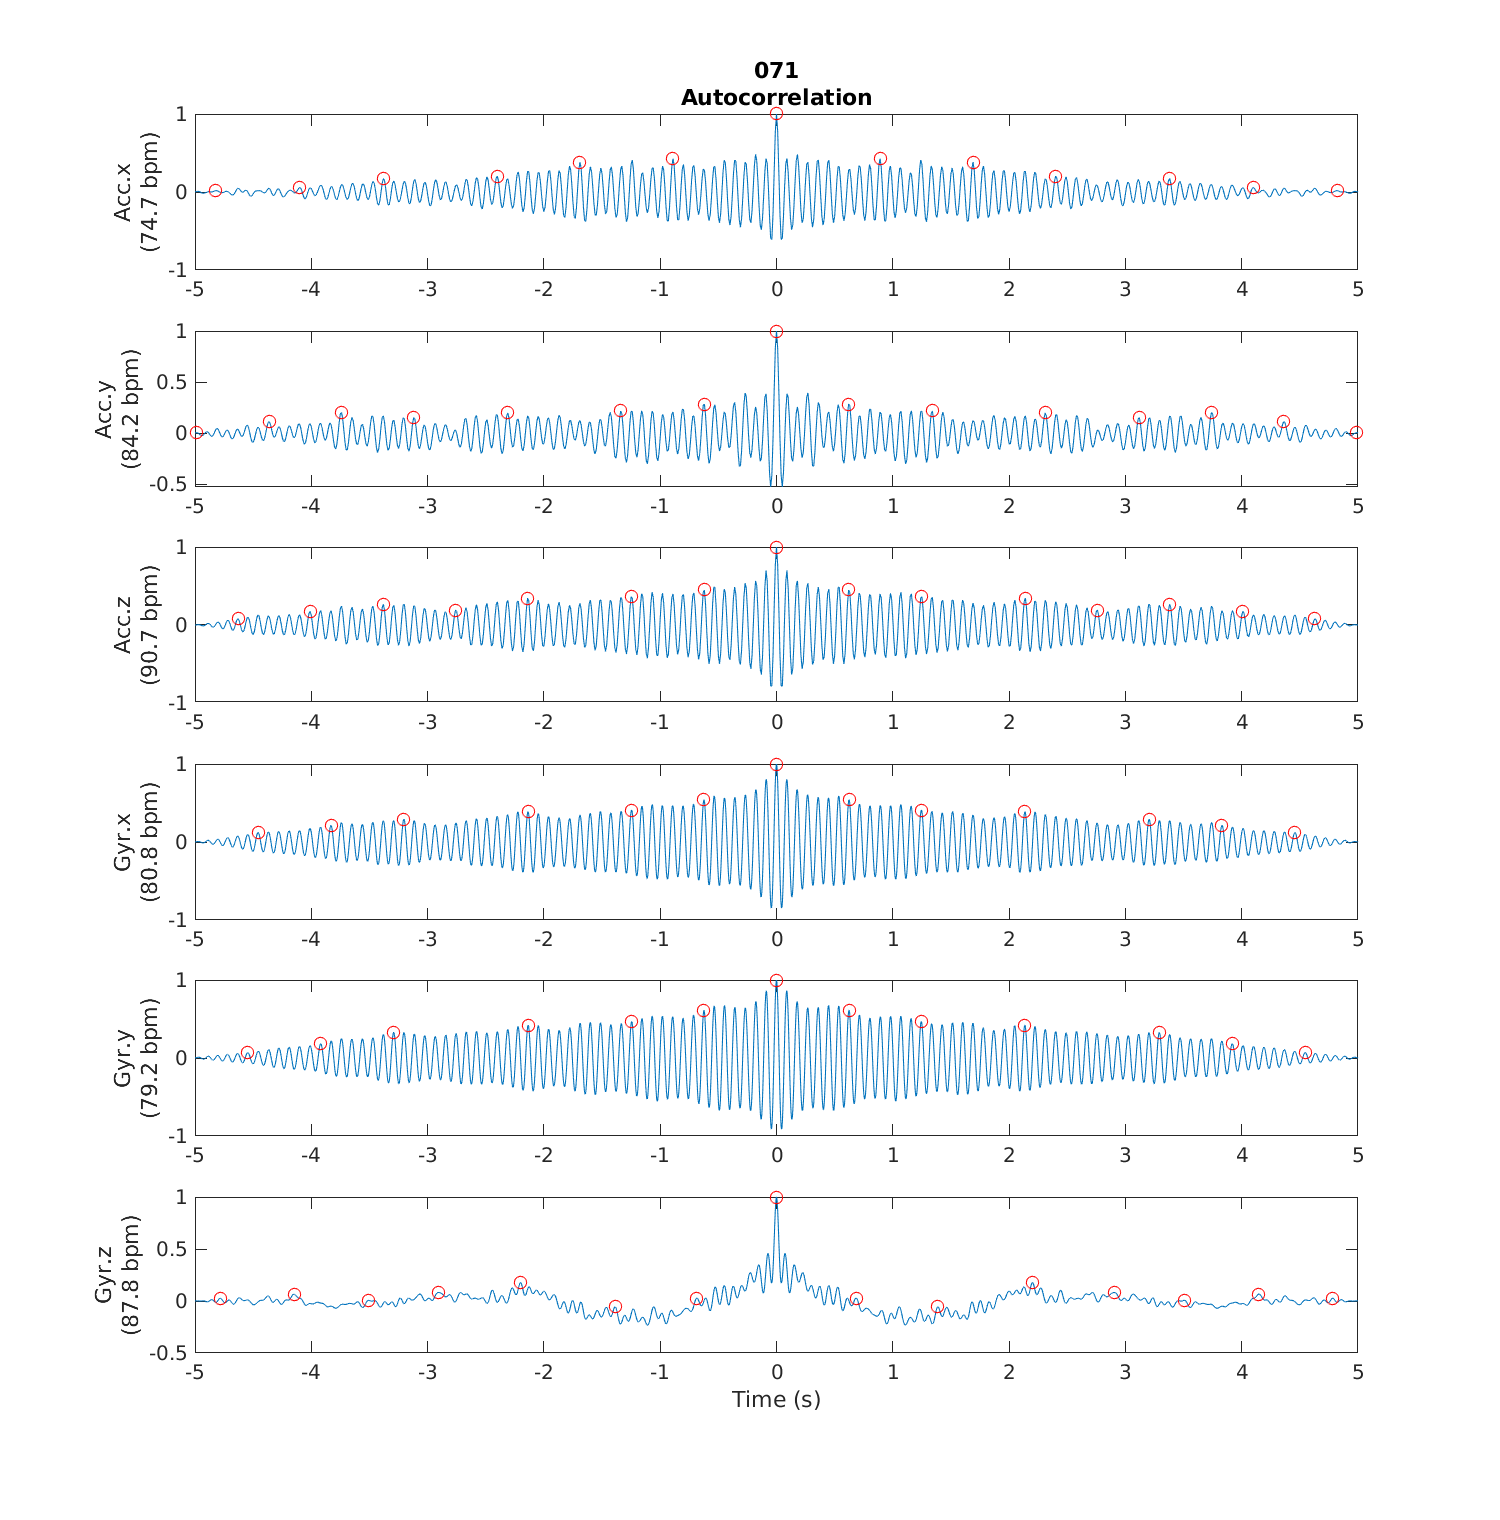 071
Autocorrelation
Acc.x
(74.7 bpm)
1
0
-1
-5 -4 -3 -2 -1 0 1 2 3 4 5
Acc.y
(84.2 bpm)
1
0.5
0
-0.5
-5 -4 -3 -2 -1 0 1 2 3 4 5
Acc.z
(90.7 bpm)
1
0
-1
-5 -4 -3 -2 -1 0 1 2 3 4 5
Gyr.x
(80.8 bpm)
1
0
-1
-5 -4 -3 -2 -1 0 1 2 3 4 5
Gyr.y
(79.2 bpm)
1
0
-1
-5 -4 -3 -2 -1 0 1 2 3 4 5
Gyr.z
(87.8 bpm)
1
0.5
0
-0.5
-5 -4 -3 -2 -1 0 1 2 3 4 5
Time (s)